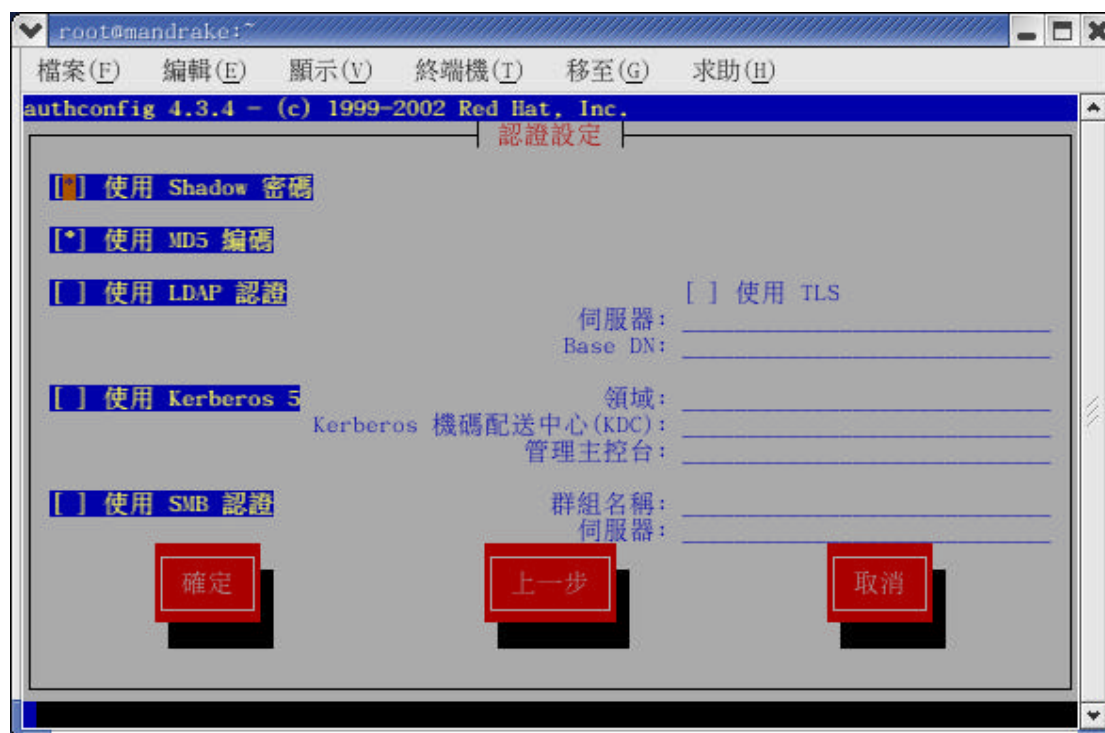 root@mandrake:~
檔案(F) 編輯(E) 顯示(V) 終端機(T) 移至(G) 求助(H)
authconfig 4.3.4 - (c) 1999-2002 Red Hat, Inc.
認證設定
[*] 使用 Shadow 密碼
[*] 使用 MD5 編碼
[ ] 使用 LDAP 認證 [ ] 使用 TLS
伺服器:
Base DN:
[ ] 使用 Kerberos 5 領域:
Kerberos 機碼配送中心(KDC):
管理主控台:
[ ] 使用 SMB 認證 群組名稱:
伺服器:
確定 上一步 取消